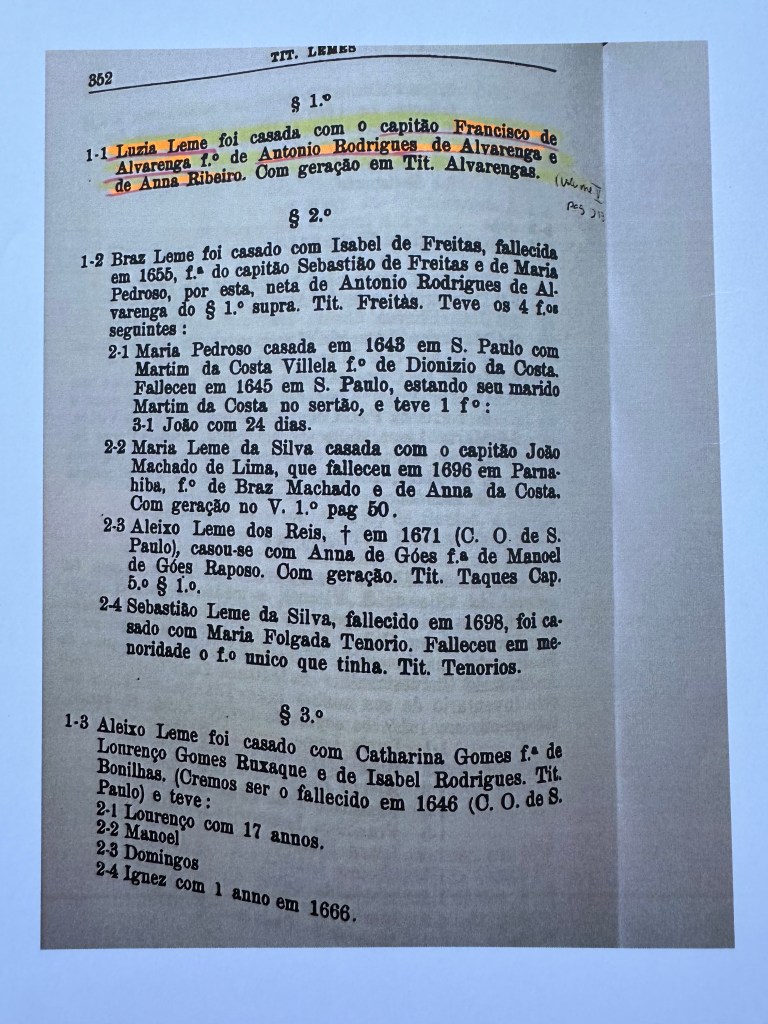 TIT. LEMES
352
§ 1.º
1-1 Luzia Leme foi casada com o capitão Francisco de
Alvarenga f.º de Antonio Rodrigues de Alvarenga e
de Anna Ribeiro. Com geração em Tit. Alvarengas.
pag
§ 2.º
1-2 Braz Leme foi casado com Isabel de Freitas, fallecida
em 1655, f.ª do capitão Sebastião de Freitas e de Maria
Pedroso, por esta, neta de Antonio Rodrigues de Al-
varenga do § 1.º supra. Tit. Freitas. Teve os 4 f.os
seguintes :
2-1 Maria Pedroso casada em 1643 em S. Paulo com
Martim da Costa Villela f.º de Dionizio da Costa.
Falleceu em 1645 em S. Paulo, estando seu marido
Martim da Costa no sertão, e teve 1 fº :
3-1 João com 24 dias.
2-2 Maria Leme da Silva casada com o capitão João
Machado de Lima, que falleceu em 1696 em Parna-
hiba, f.º de Braz Machado e de Anna da Costa.
Com geração no V. 1.º pag 50.
2-3 Aleixo Leme dos Reis, † em 1671 (C. O. de S.
Paulo), casou-se com Anna de Góes f.ª de Manoel
de Góes Raposo. Com geração. Tit. Taques Cap.
5.º § 1.º.
2-4 Sebastião Leme da Silva, fallecido em 1698, foi ca-
sado com Maria Folgada Tenorio. Falleceu em me-
noridade o f.º unico que tinha. Tit. Tenorios.
§ 3.º
1-3 Aleixo Leme foi casado com Catharina Gomes f.ª de
Lourenço Gomes Ruxaque e de Isabel Rodrigues. Tit.
Bonilhas. (Cremos ser o fallecido em 1646 (C. O. de S.
Paulo) e teve :
2-1 Lourenço com 17 annos.
2-2 Manoel
2-3 Domingos
2-4 Ignez com 1 anno em 1666.